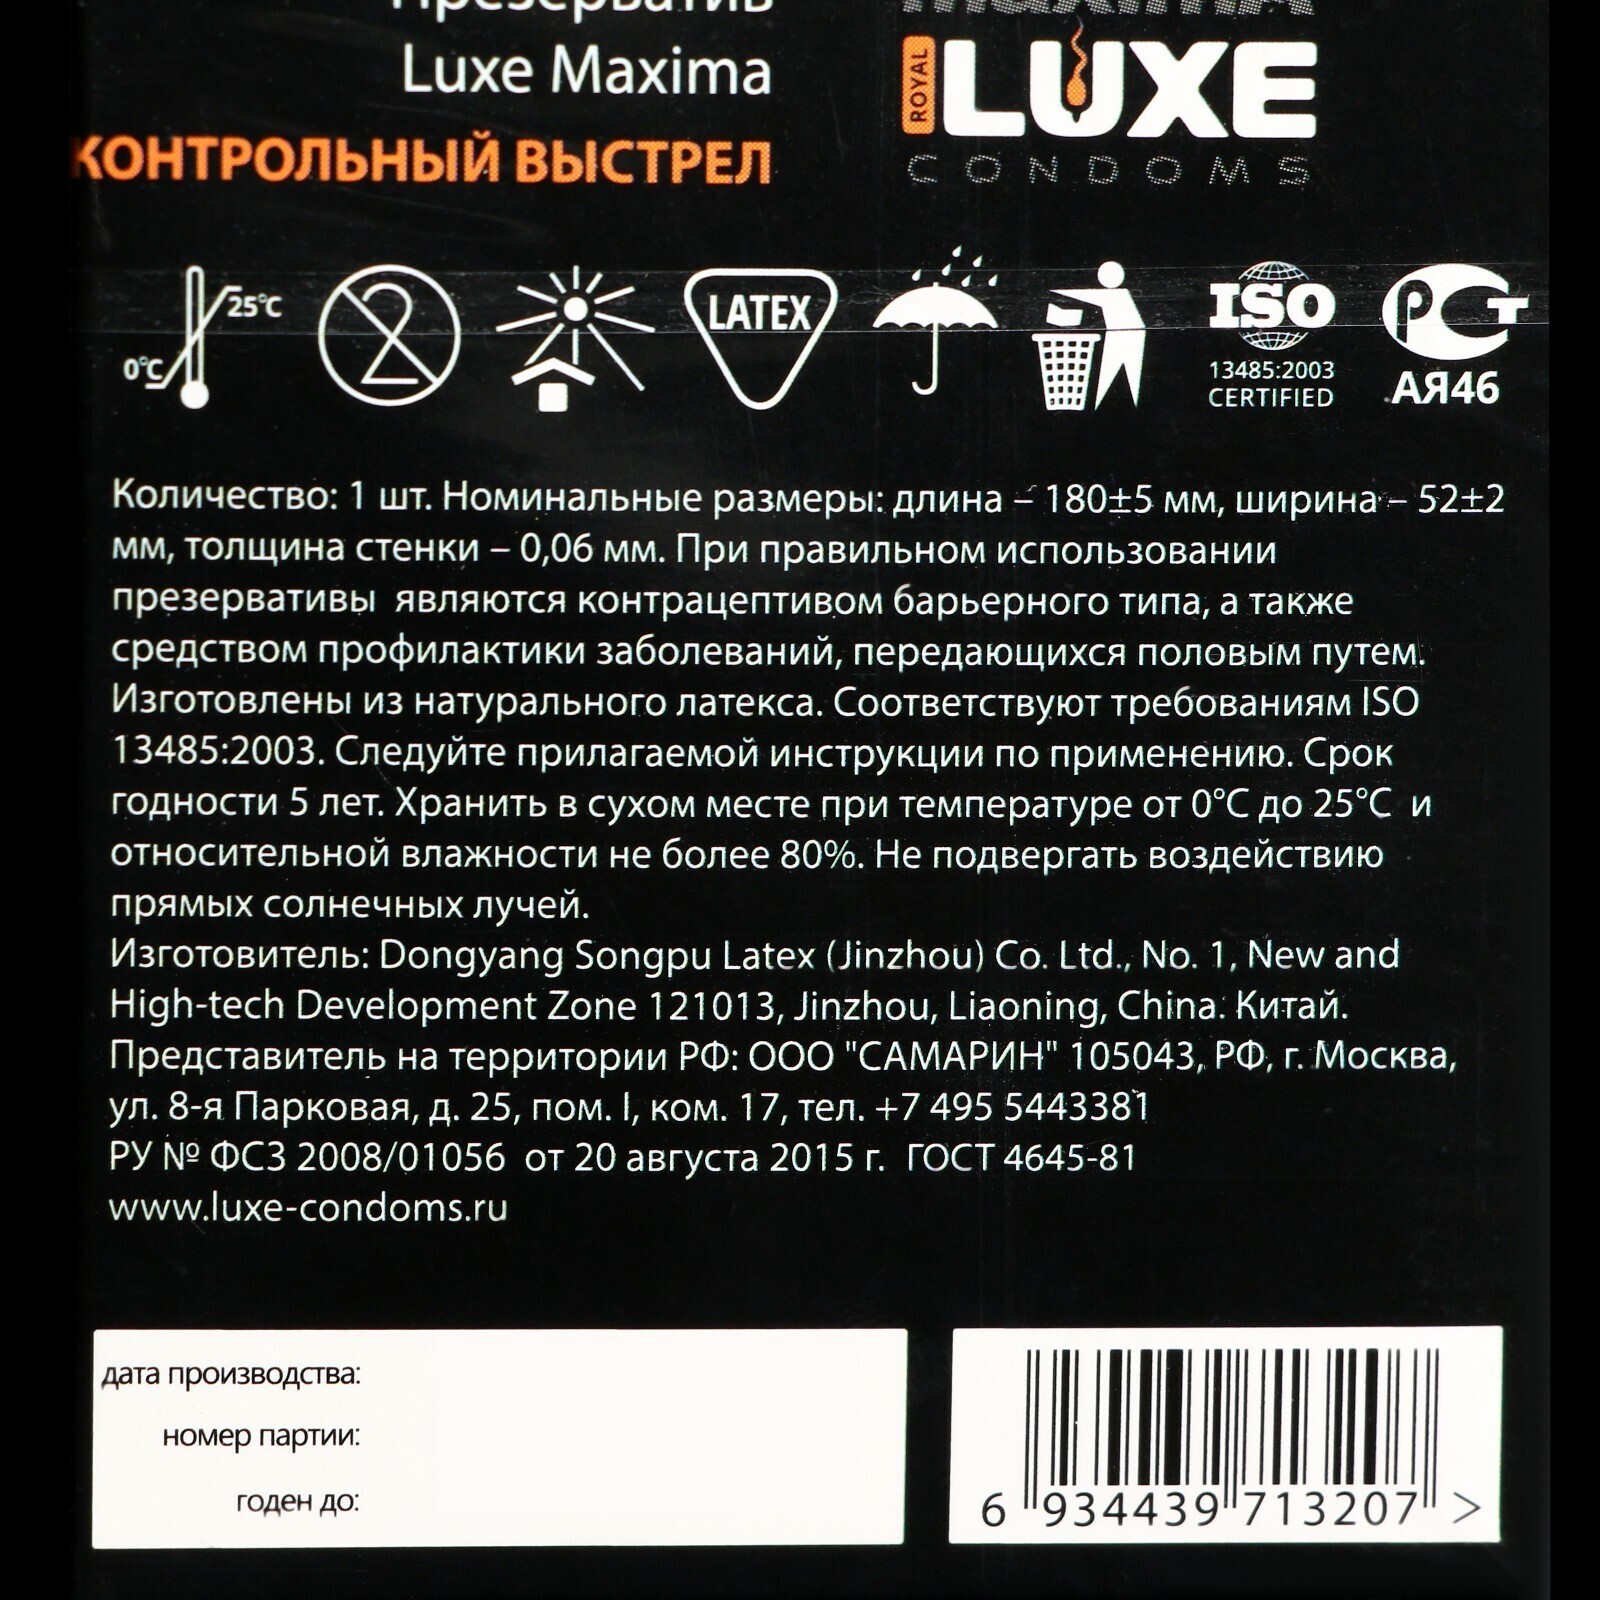 Презерватив
Luxe Maxima
КОНТРОЛЬНЫЙ ВЫСТРЕЛ
MAXIMA
ROYAL
LUXE
CONDOMS
25°C
0°C
2
LATEX
ISO
13485:2003
CERTIFIED
РСТ
АЯ46
Количество: 1 шт. Номинальные размеры: длина – 180±5 мм, ширина – 52±2
мм, толщина стенки – 0,06 мм. При правильном использовании
презервативы являются контрацептивом барьерного типа, а также
средством профилактики заболеваний, передающихся половым путем.
Изготовлены из натурального латекса. Соответствуют требованиям ISO
13485:2003. Следуйте прилагаемой инструкции по применению. Срок
годности 5 лет. Хранить в сухом месте при температуре от 0°С до 25°С и
относительной влажности не более 80%. Не подвергать воздействию
прямых солнечных лучей.
Изготовитель: Dongyang Songpu Latex (Jinzhou) Co. Ltd., No. 1, New and
High-tech Development Zone 121013, Jinzhou, Liaoning, China. Китай.
Представитель на территории РФ: ООО "САМАРИН" 105043, РФ, г. Москва,
ул. 8-я Парковая, д. 25, пом. I, ком. 17, тел. +7 495 5443381
РУ № ФСЗ 2008/01056 от 20 августа 2015 г. ГОСТ 4645-81
www.luxe-condoms.ru
дата производства:
номер партии:
годен до:
6 934439 713207 >